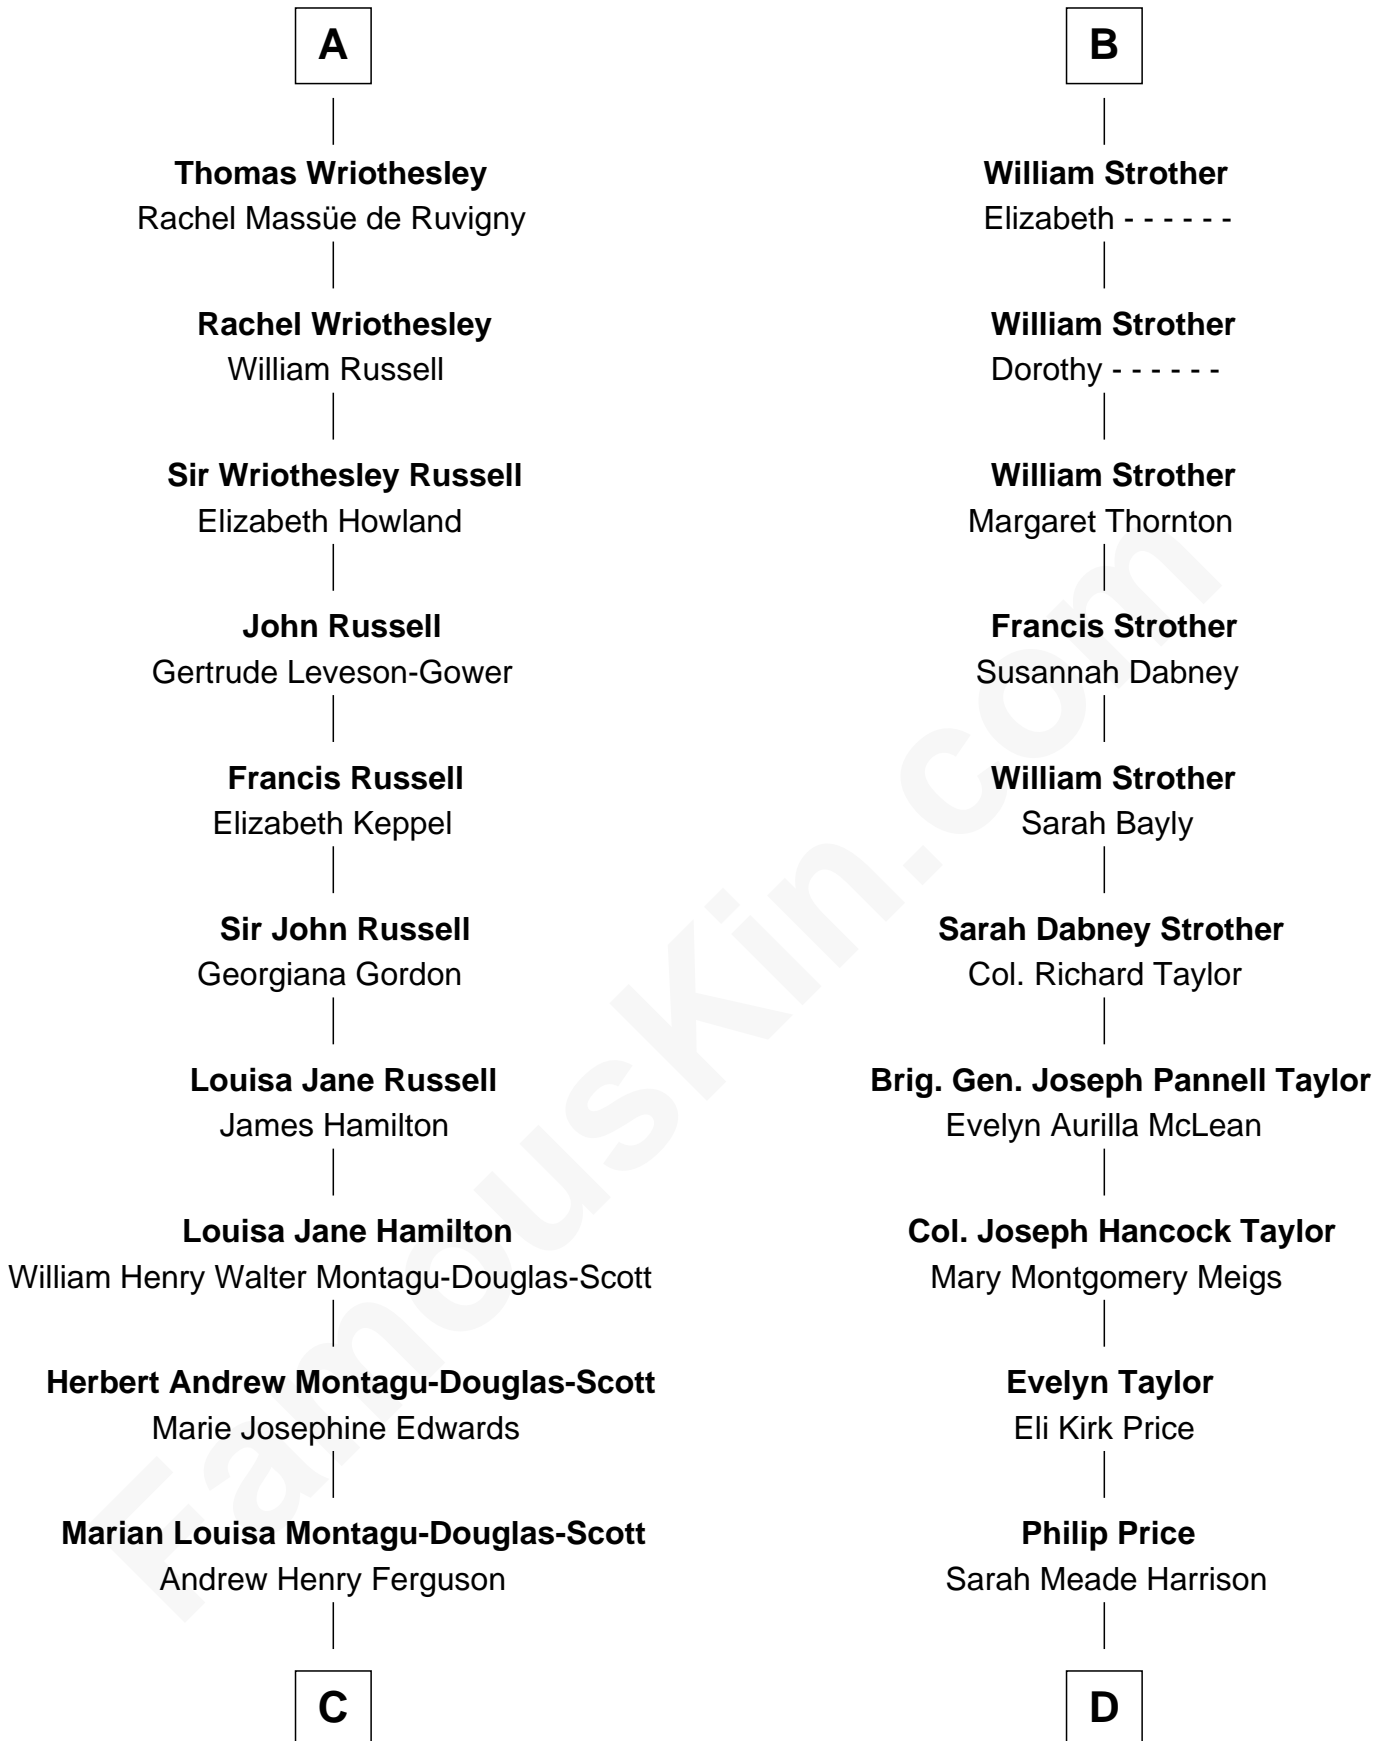 A
Thomas Wriothesley
Rachel Massüe de Ruvigny
Rachel Wriothesley
William Russell
Sir Wriothesley Russell
Elizabeth Howland
John Russell
Gertrude Leveson-Gower
Francis Russell
Elizabeth Keppel
Sir John Russell
Georgiana Gordon
Louisa Jane Russell
James Hamilton
Louisa Jane Hamilton
William Henry Walter Montagu-Douglas-Scott
Herbert Andrew Montagu-Douglas-Scott
Marie Josephine Edwards
Marian Louisa Montagu-Douglas-Scott
Andrew Henry Ferguson
C
B
William Strother
Elizabeth - - - - - -
William Strother
Dorothy - - - - - -
William Strother
Margaret Thornton
Francis Strother
Susannah Dabney
William Strother
Sarah Bayly
Sarah Dabney Strother
Col. Richard Taylor
Brig. Gen. Joseph Pannell Taylor
Evelyn Aurilla McLean
Col. Joseph Hancock Taylor
Mary Montgomery Meigs
Evelyn Taylor
Eli Kirk Price
Philip Price
Sarah Meade Harrison
D
FamousKin.com